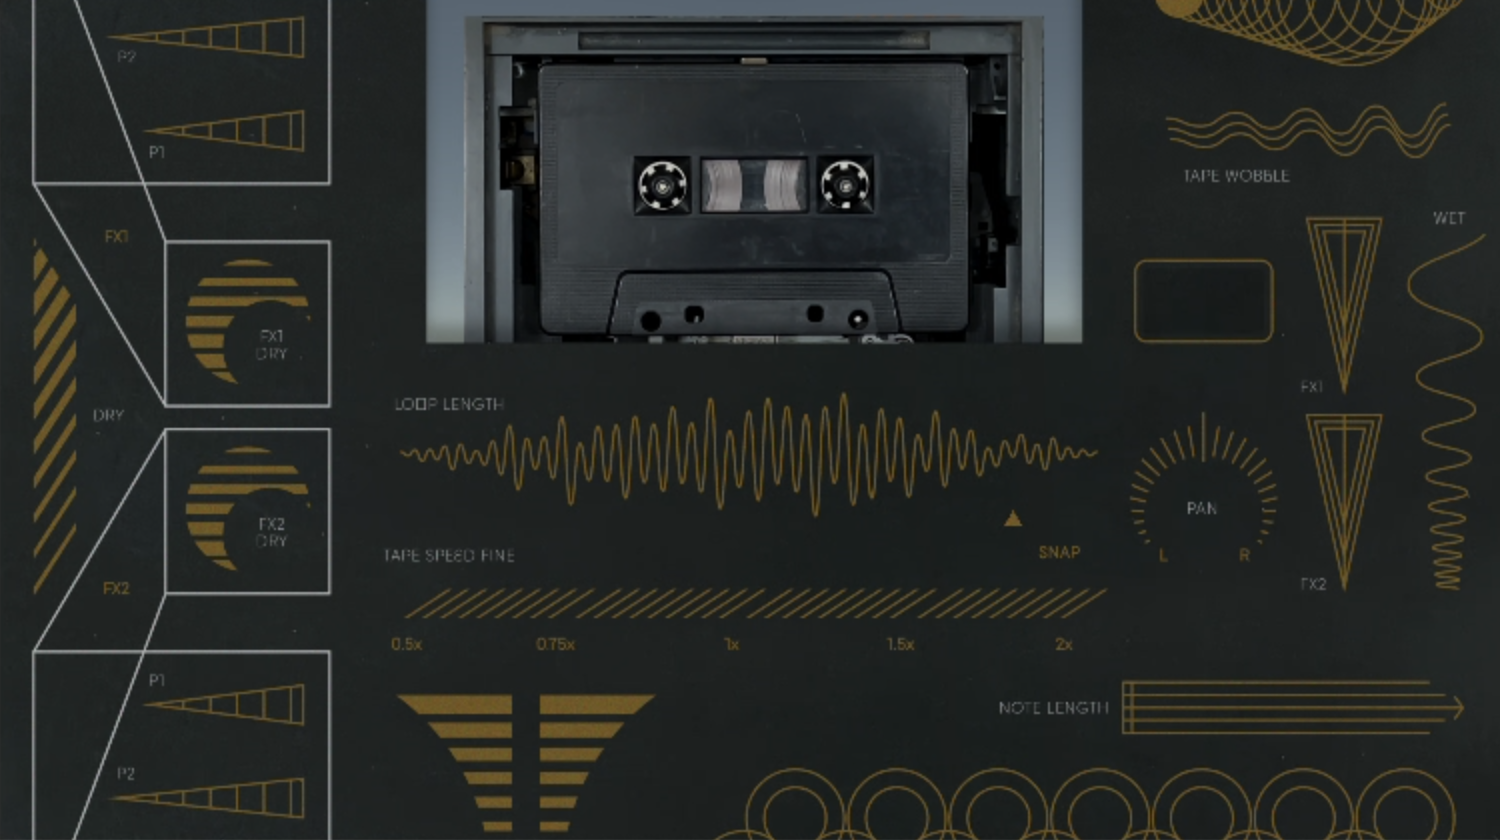 P2
P1
FX1
FX1
DRY
DRY
FX2
DRY
FX2
P1
P2
LOOP LENGTH
TAPE SPEED FINE
SNAP
0.5x
0.75x
1x
1.5x
2x
TAPE WOBBLE
WET
FX1
PAN
L
R
FX2
NOTE LENGTH